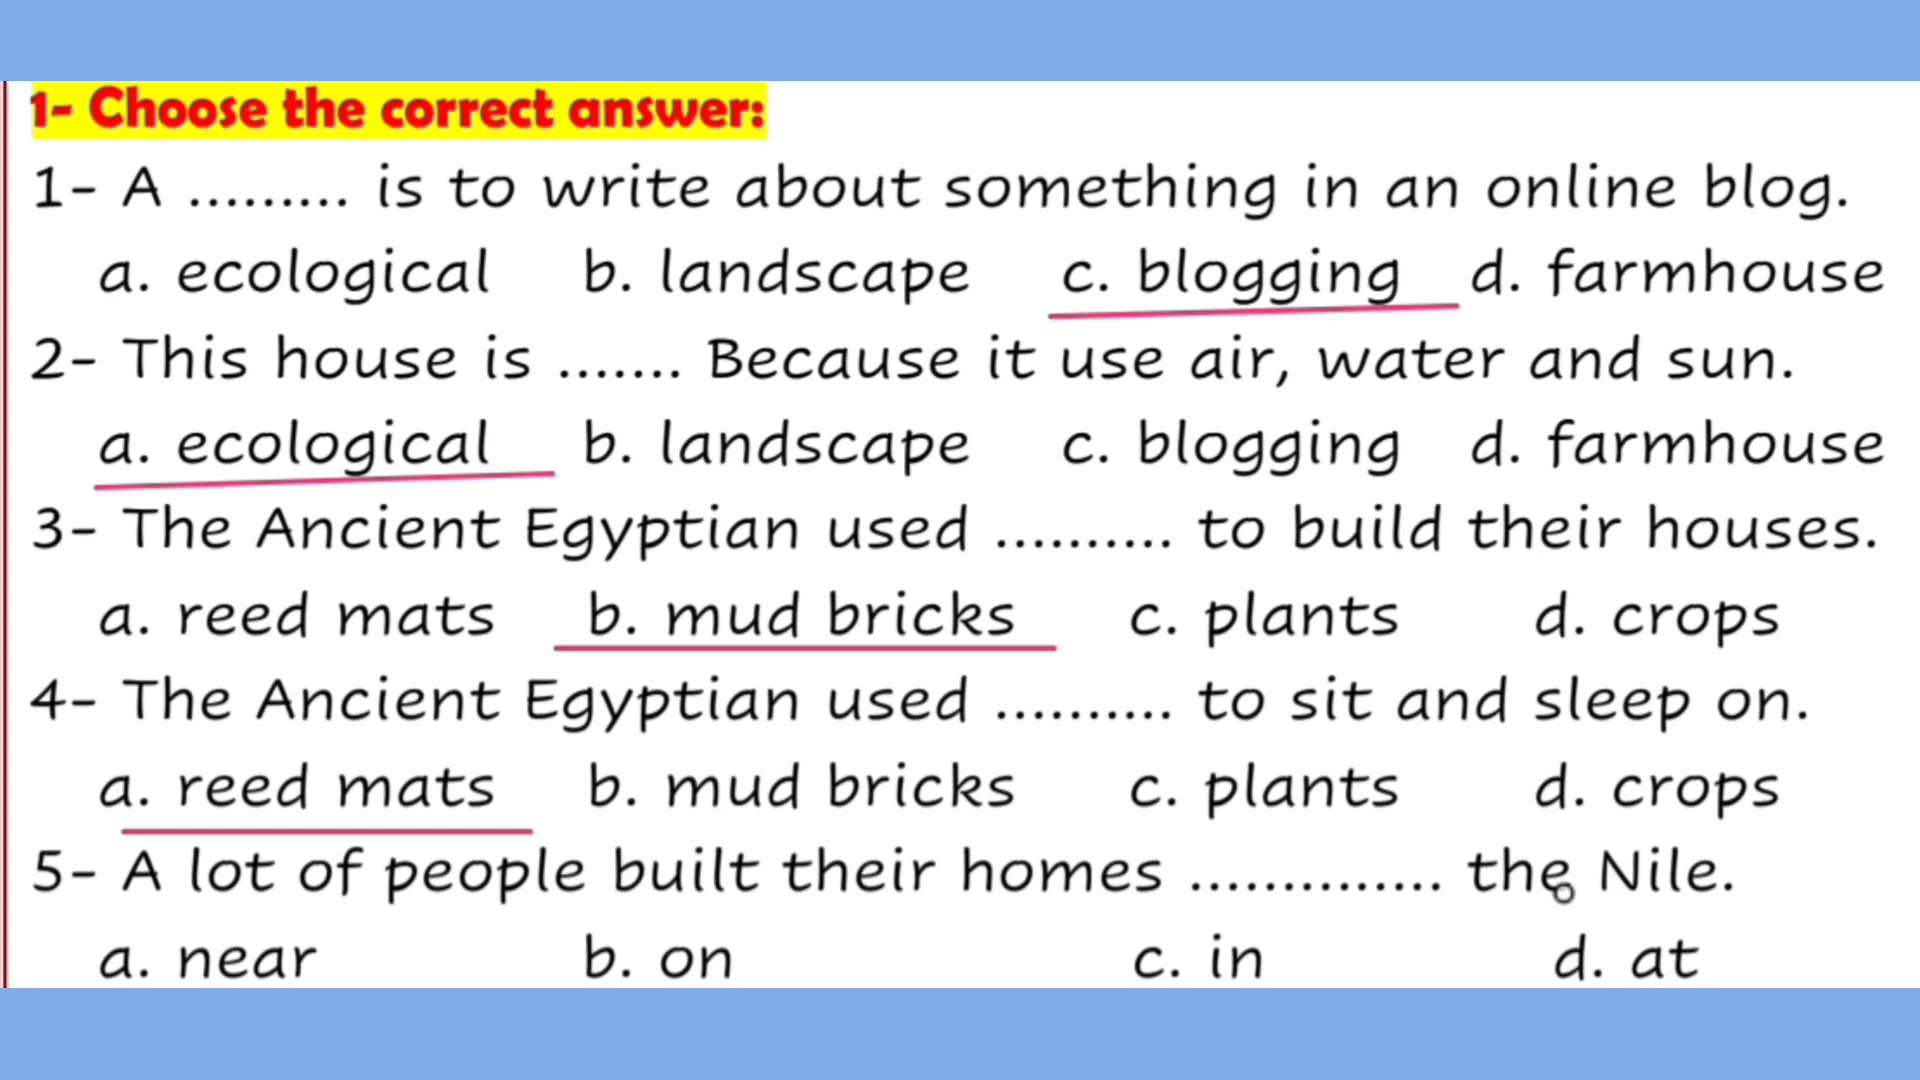 1- Choose the correct answer:
1- A ......... is to write about something in an online blog.
a. ecological b. landscape c. blogging d. farmhouse
2- This house is ....... Because it use air, water and sun.
a. ecological b. landscape c. blogging d. farmhouse
3- The Ancient Egyptian used .......... to build their houses.
a. reed mats b. mud bricks c. plants d. crops
4- The Ancient Egyptian used .......... to sit and sleep on.
a. reed mats b. mud bricks c. plants d. crops
5- A lot of people built their homes .............. the Nile.
a. near b. on c. in d. at